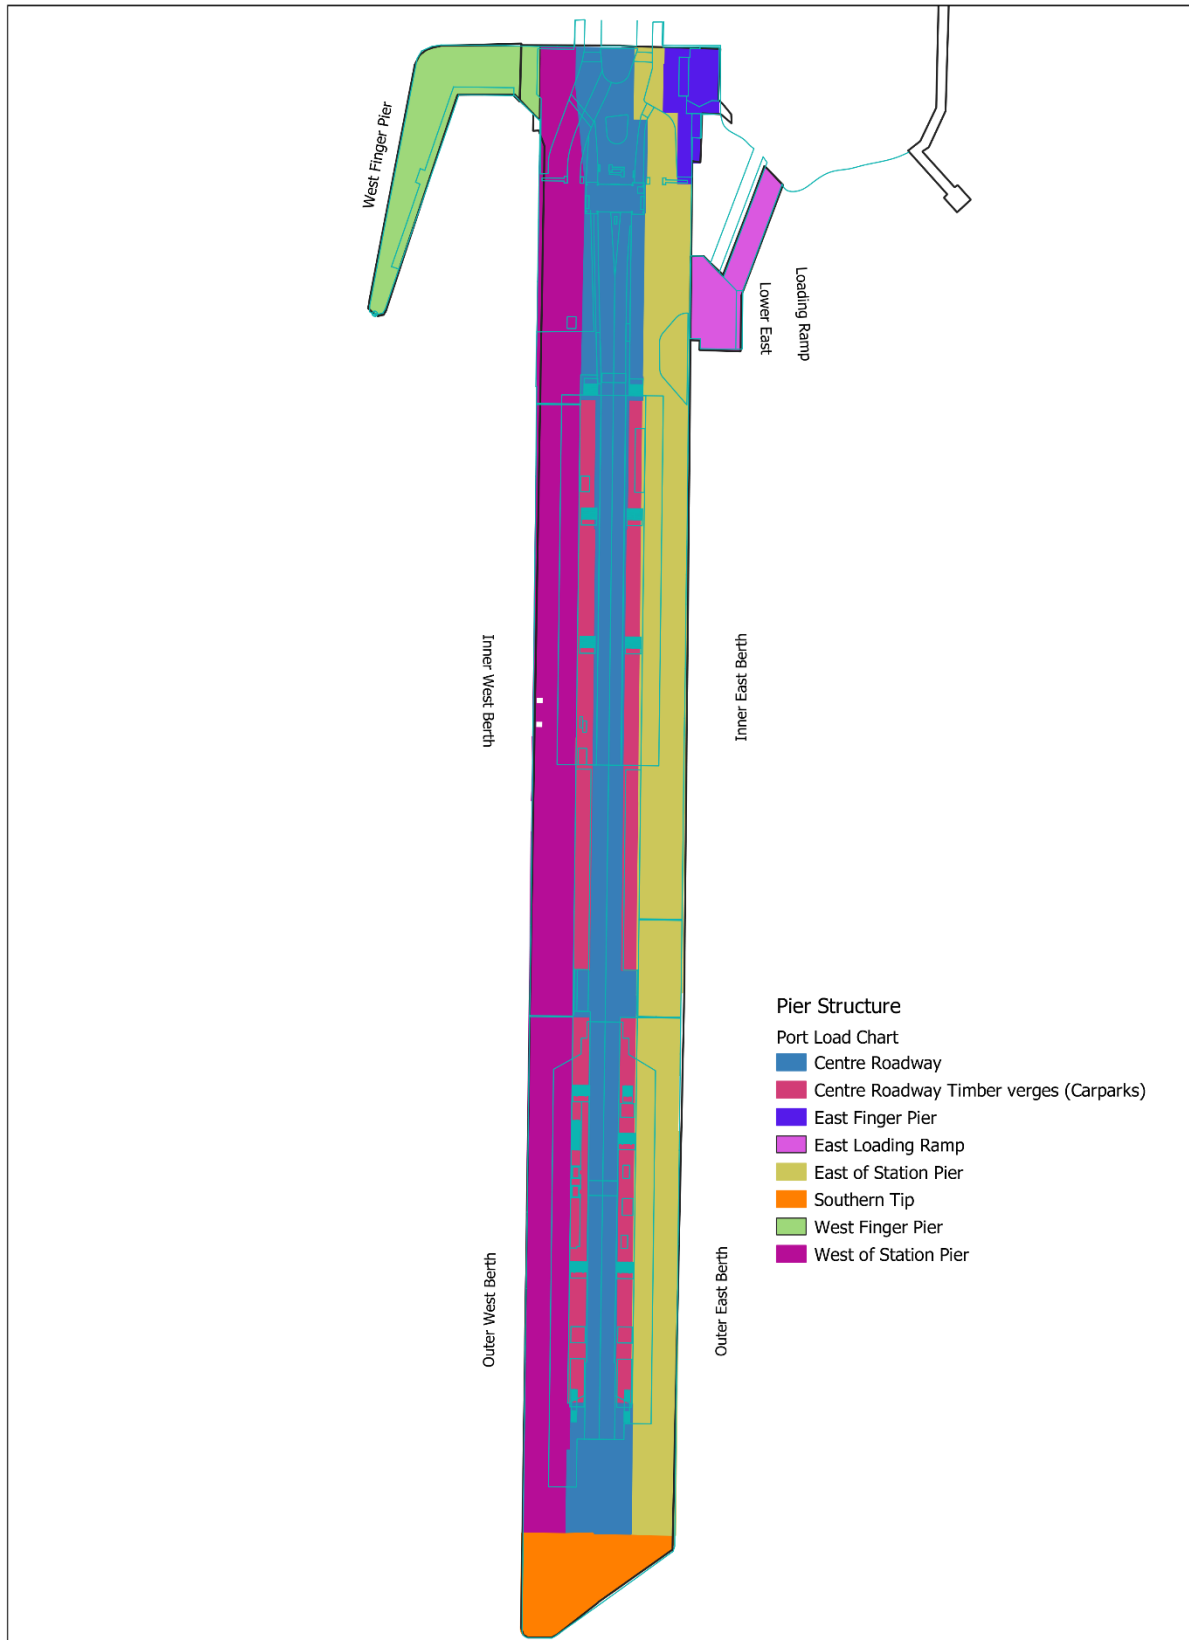 West Finger Pier
Loading Ramp
Lower East
Inner West Berth
Inner East Berth
Pier Structure
Port Load Chart
Centre Roadway
Centre Roadway Timber verges (Carparks)
East Finger Pier
East Loading Ramp
East of Station Pier
Southern Tip
West Finger Pier
West of Station Pier
Outer West Berth
Outer East Berth